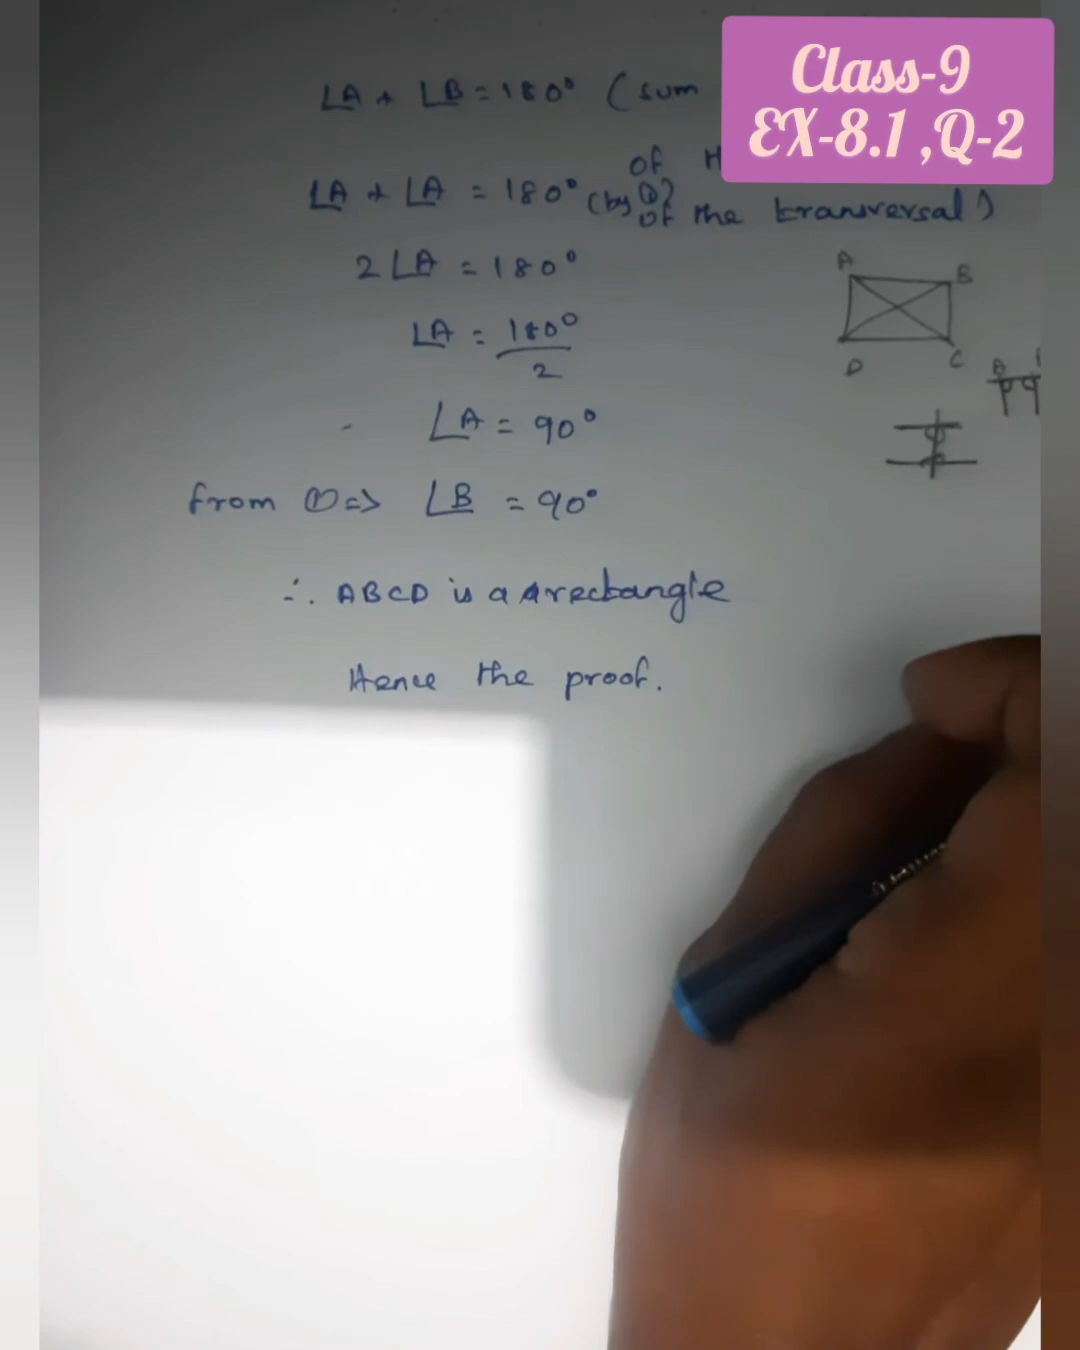 Class-9
EX-8.1 ,Q-2
∠A + ∠B = 180° (sum
of
∠A + ∠A = 180° (by ①)
of the transversal)
2∠A = 180°
∠A = 180°/2
∠A = 90°
from ① => ∠B = 90°
∴ ABCD is a rectangle
Hence the proof.
A
B
D
C